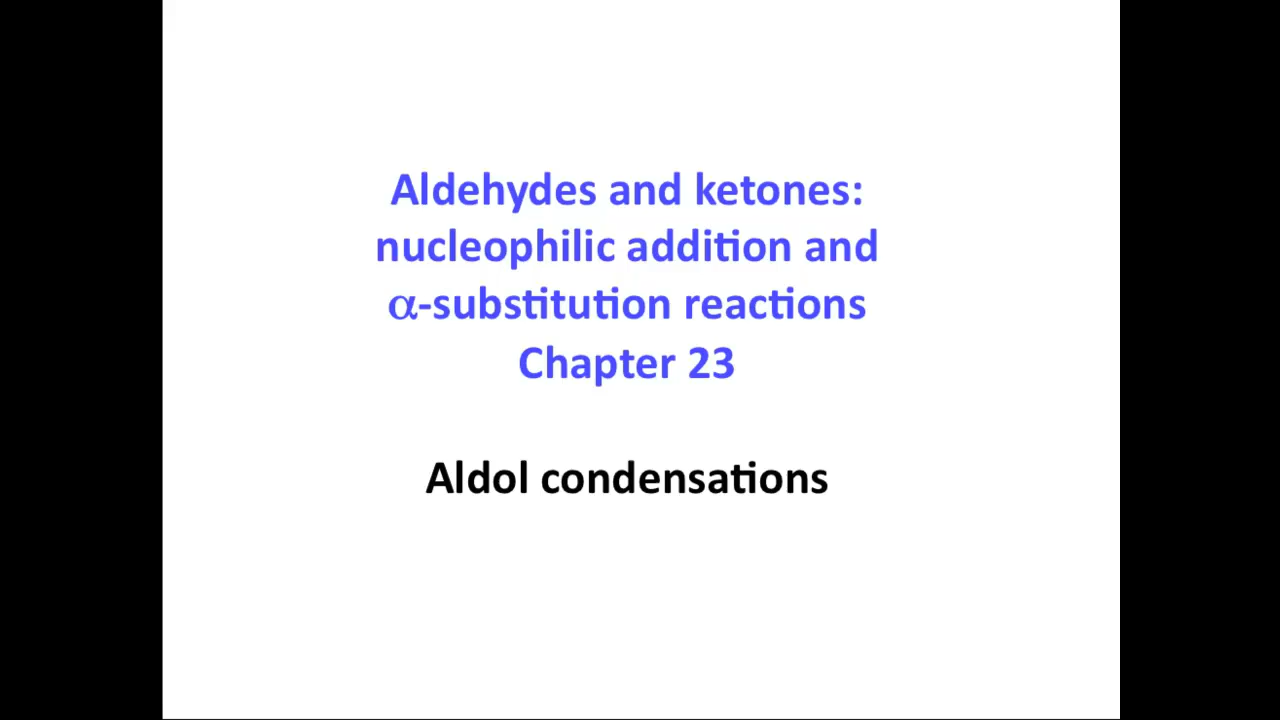 Aldehydes and ketones:
nucleophilic addition and
α-substitution reactions
Chapter 23
Aldol condensations